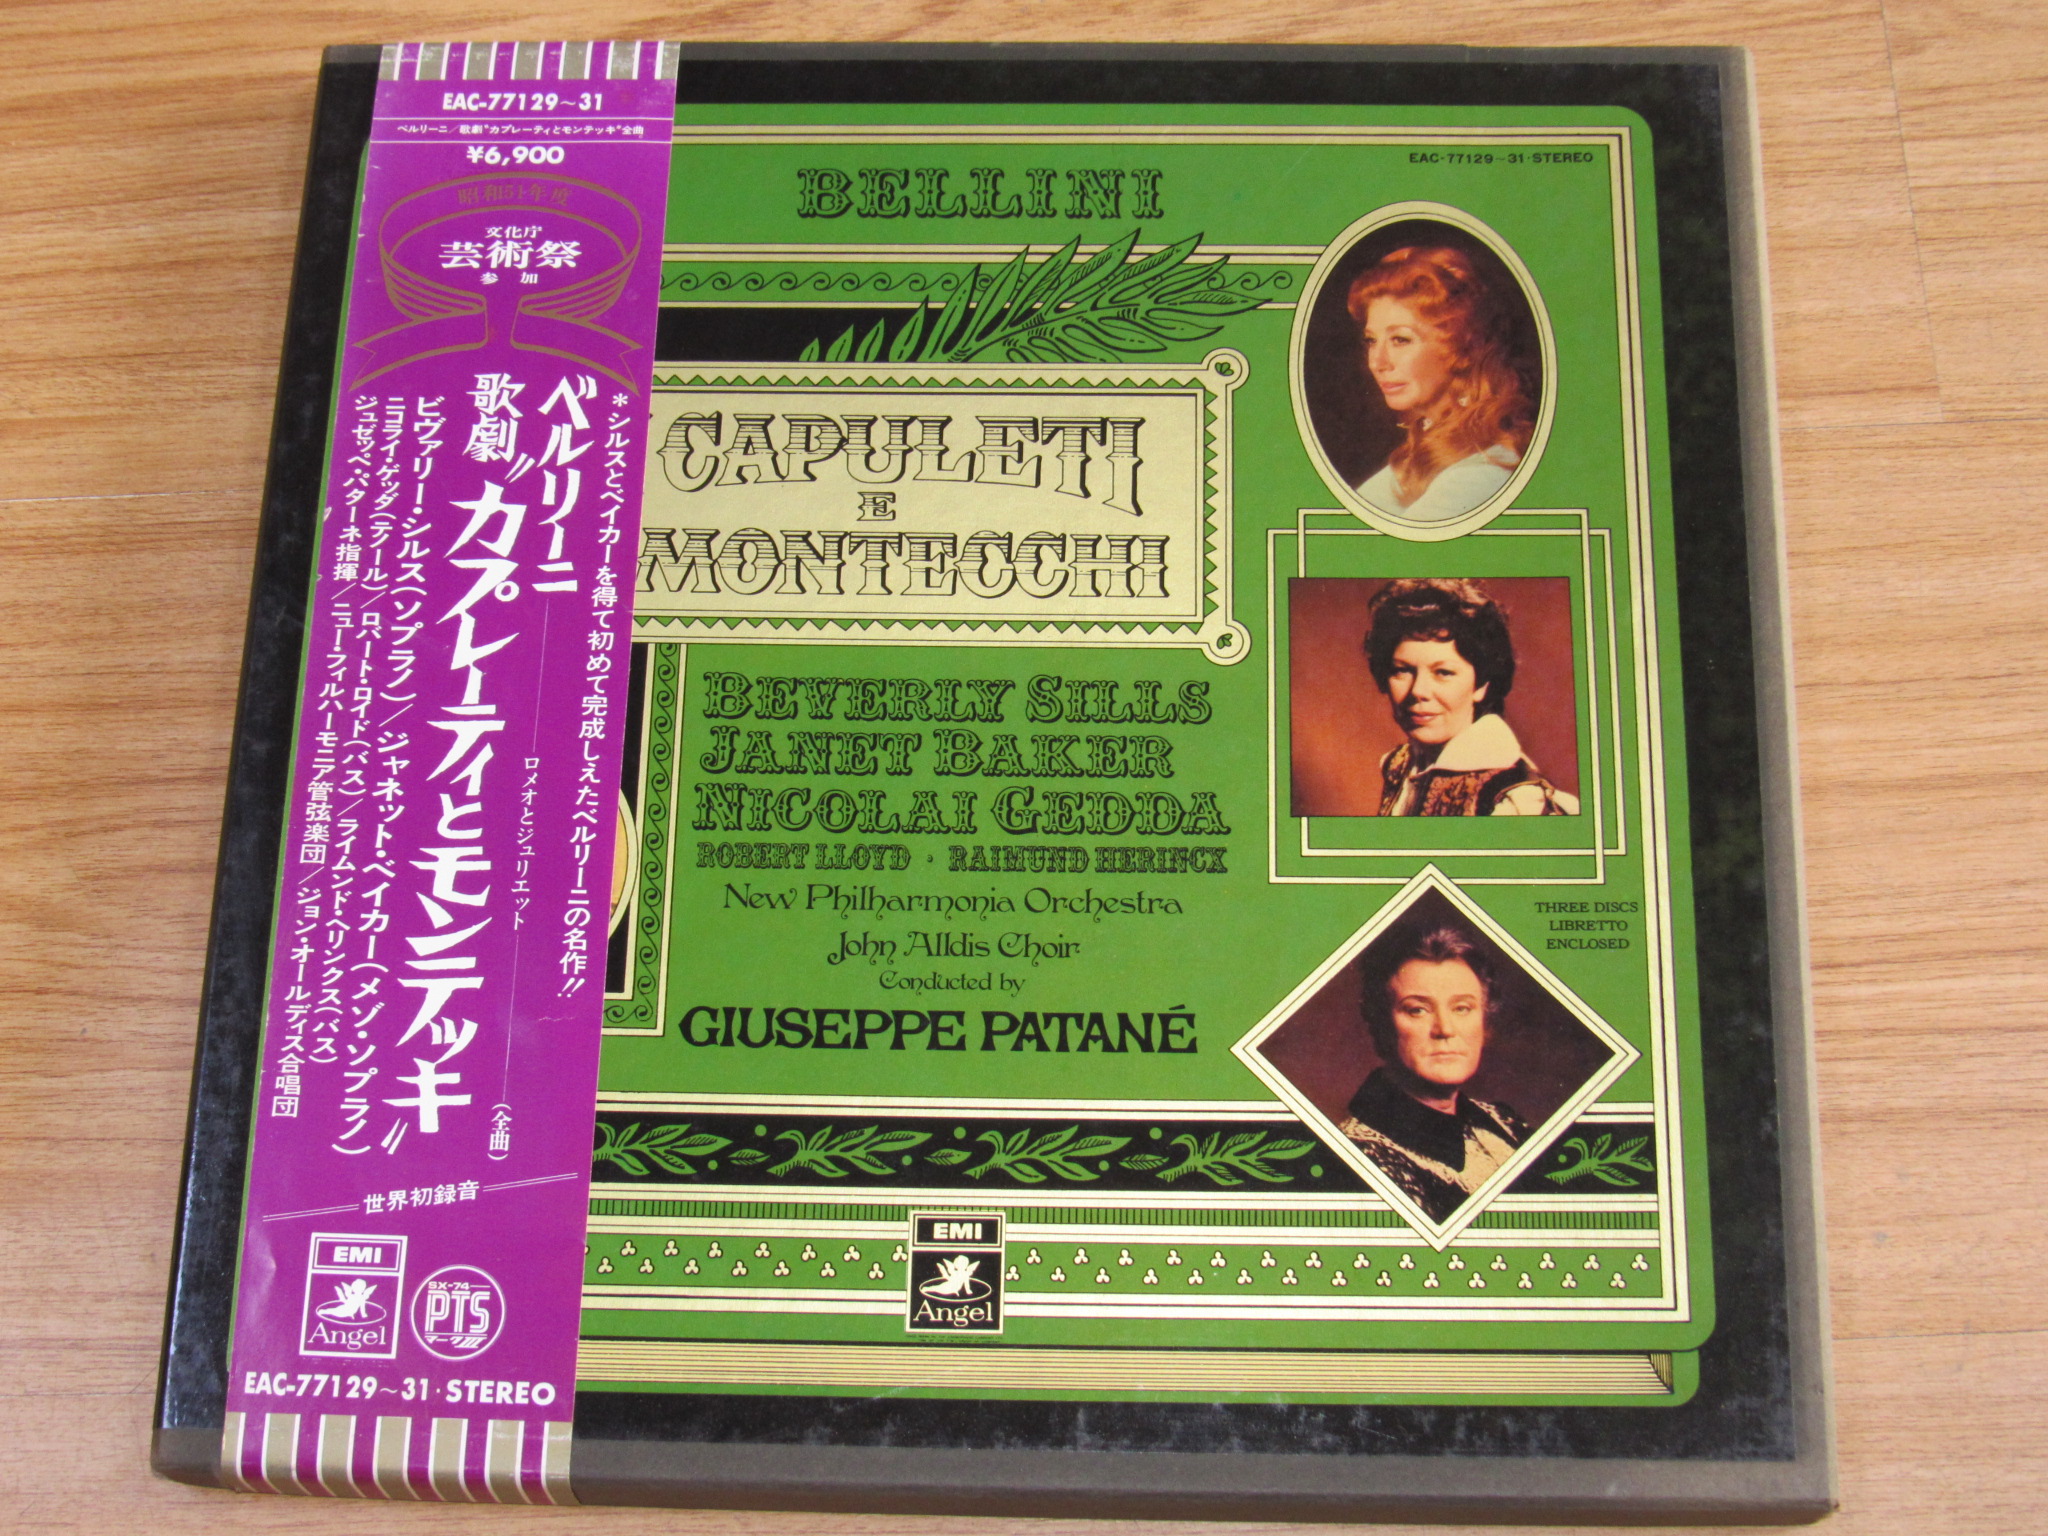 EAC-77129~31
ベルリーニ/歌劇"カプレーティとモンテッキ"全曲
¥6,900
昭和51年度
文化庁
芸術祭
参加
*シルスとベイカーを得て初めて完成しえたベルリーニの名作!!
ベルリーニ
ロメオとジュリエット
(全曲)
歌劇"カプレーティとモンテッキ"
ビヴァリー・シルス(ソプラノ)/ジャネット・ベイカー(メゾ・ソプラノ)
ニコライ・ゲッダ(テノール)/ロバート・ロイド(バス)/ライムンド・ヘリンクス(バス)
ジュゼッペ・パターネ指揮/ニュー・フィルハーモニア管弦楽団/ジョン・オールディス合唱団
世界初録音
EMI
Angel
SX-74
PTS
マークIII
EAC-77129~31・STEREO
EAC-77129~31・STEREO
BELLINI
CAPULETI
E
MONTECCHI
BEVERLY SILLS
JANET BAKER
NICOLAI GEDDA
ROBERT LLOYD・RAIMUND HERINCX
New Philharmonia Orchestra
John Alldis Choir
Conducted by
GIUSEPPE PATANÉ
THREE DISCS
LIBRETTO
ENCLOSED
EMI
Angel